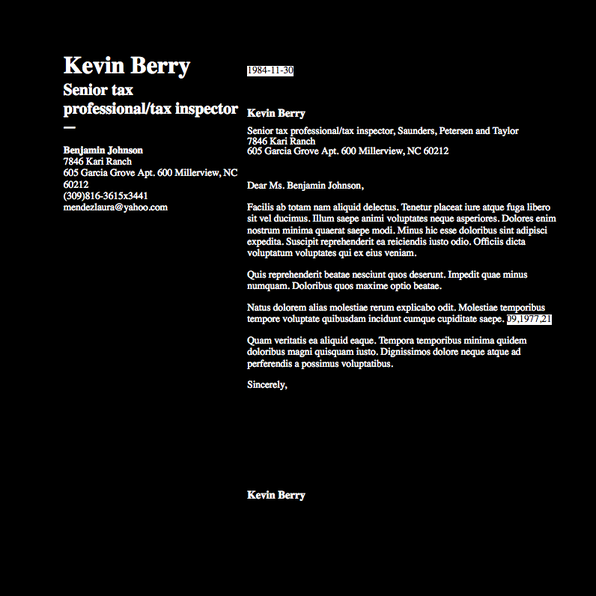 Kevin Berry
Senior tax
professional/tax inspector
—
Benjamin Johnson
7846 Kari Ranch
605 Garcia Grove Apt. 600 Millerview, NC
60212
(309)816-3615x3441
mendezlaura@yahoo.com
1984-11-30
Kevin Berry
Senior tax professional/tax inspector, Saunders, Petersen and Taylor
7846 Kari Ranch
605 Garcia Grove Apt. 600 Millerview, NC 60212
Dear Ms. Benjamin Johnson,
Facilis ab totam nam aliquid delectus. Tenetur placeat iure atque fuga libero
sit vel ducimus. Illum saepe animi voluptates neque asperiores. Dolores enim
nostrum minima quaerat saepe modi. Minus hic esse doloribus sint adipisci
expedita. Suscipit reprehenderit ea reiciendis iusto odio. Officiis dicta
voluptatum voluptates qui ex eius veniam.
Quis reprehenderit beatae nesciunt quos deserunt. Impedit quae minus
numquam. Doloribus quos maxime optio beatae.
Natus dolorem alias molestiae rerum explicabo odit. Molestiae temporibus
tempore voluptate quibusdam incidunt cumque cupiditate saepe. 09.1977.21
Quam veritatis ea aliquid eaque. Tempora temporibus minima quidem
doloribus magni quisquam iusto. Dignissimos dolore neque atque ad
perferendis a possimus voluptatibus.
Sincerely,
Kevin Berry